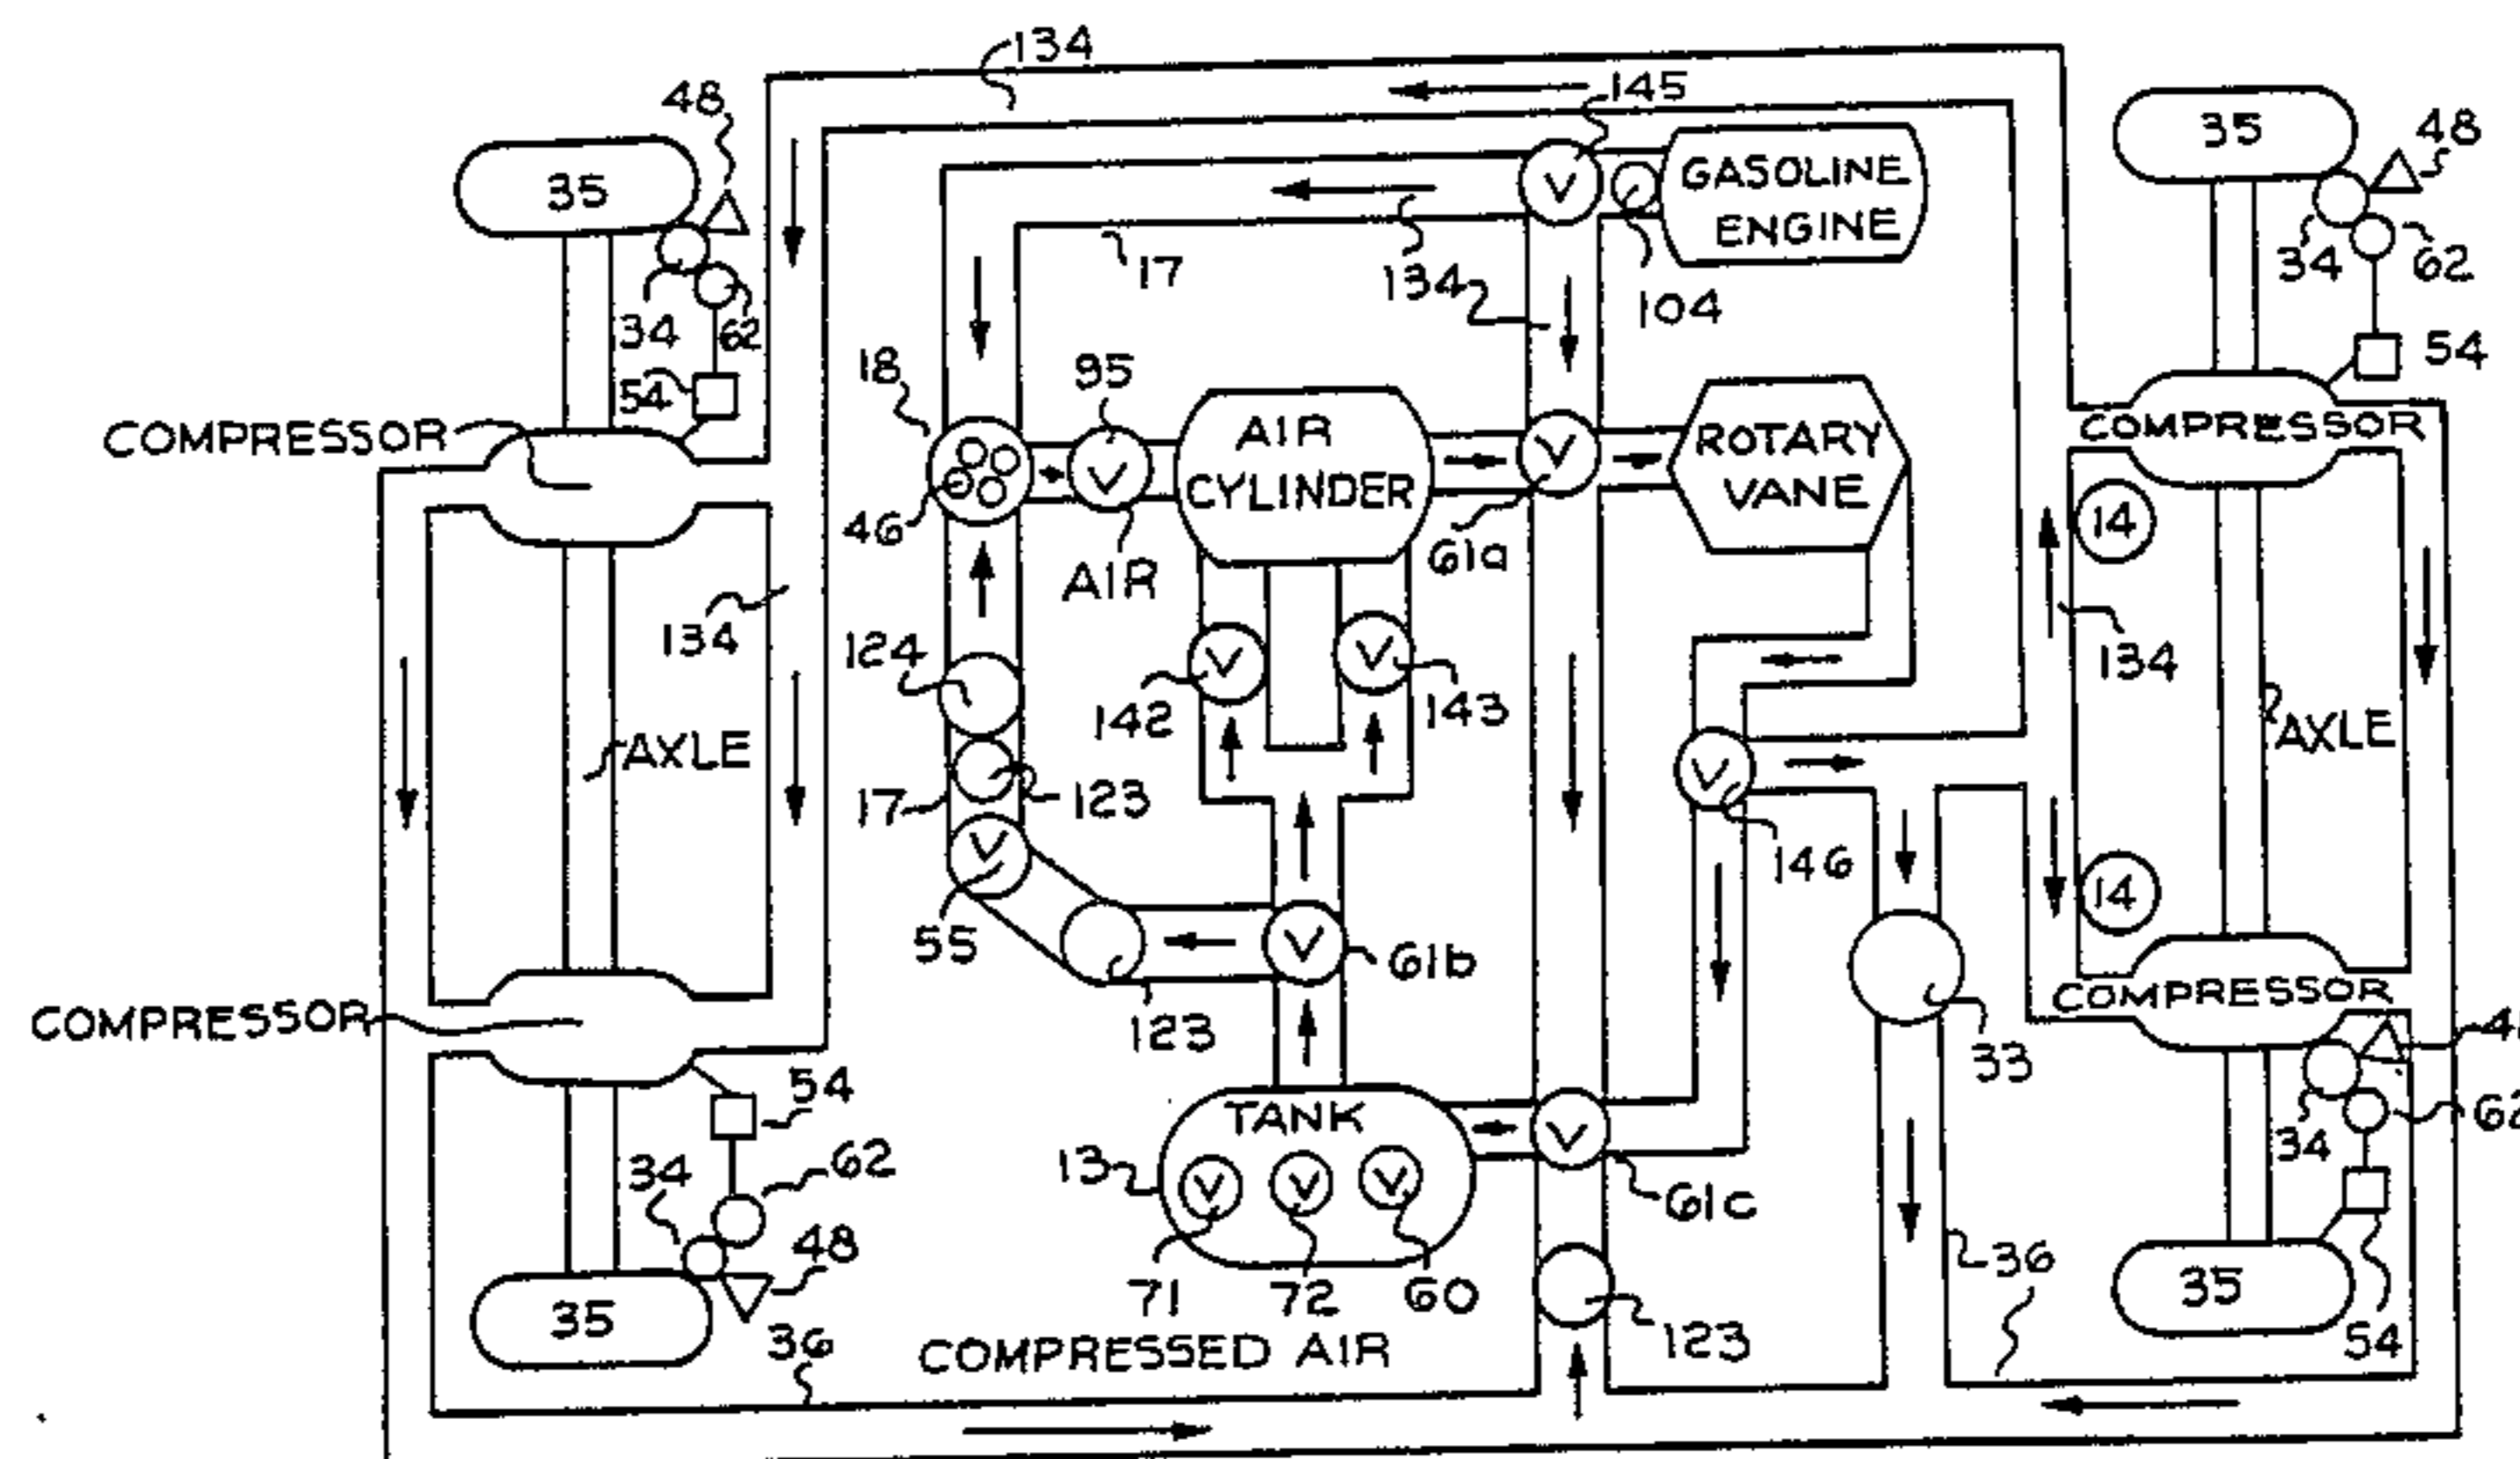 134
145
48
35
35
48
GASOLINE
ENGINE
17
134
104
34
62
34
62
54
54
18
95
COMPRESSOR
AIR
CYLINDER
V
V
V
ROTARY
VANE
COMPRESSOR
46
AIR
61a
14
134
124
142
V
V
143
134
AXLE
AXLE
17
123
V
V
146
14
55
V
61b
123
33
COMPRESSOR
COMPRESSOR
54
34
62
TANK
V
13
V
V
V
61c
34
62
48
71
72
60
36
35
35
54
36
123
COMPRESSED AIR